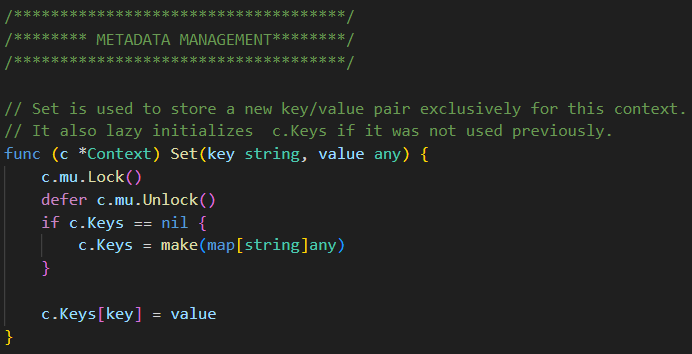 /************************************/
/******** METADATA MANAGEMENT********/
/************************************/
// Set is used to store a new key/value pair exclusively for this context.
// It also lazy initializes  c.Keys if it was not used previously.
func (c *Context) Set(key string, value any) {
    c.mu.Lock()
    defer c.mu.Unlock()
    if c.Keys == nil {
        c.Keys = make(map[string]any)
    }
    c.Keys[key] = value
}